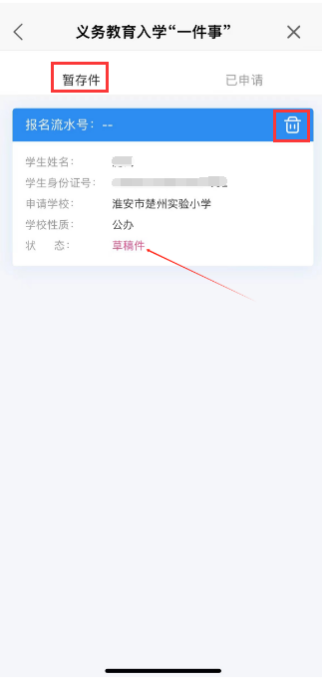 义务教育入学“一件事”
暂存件
已申请
报名流水号：--
学生姓名：
学生身份证号：
申请学校：淮安市楚州实验小学
学校性质：公办
状 态：草稿件